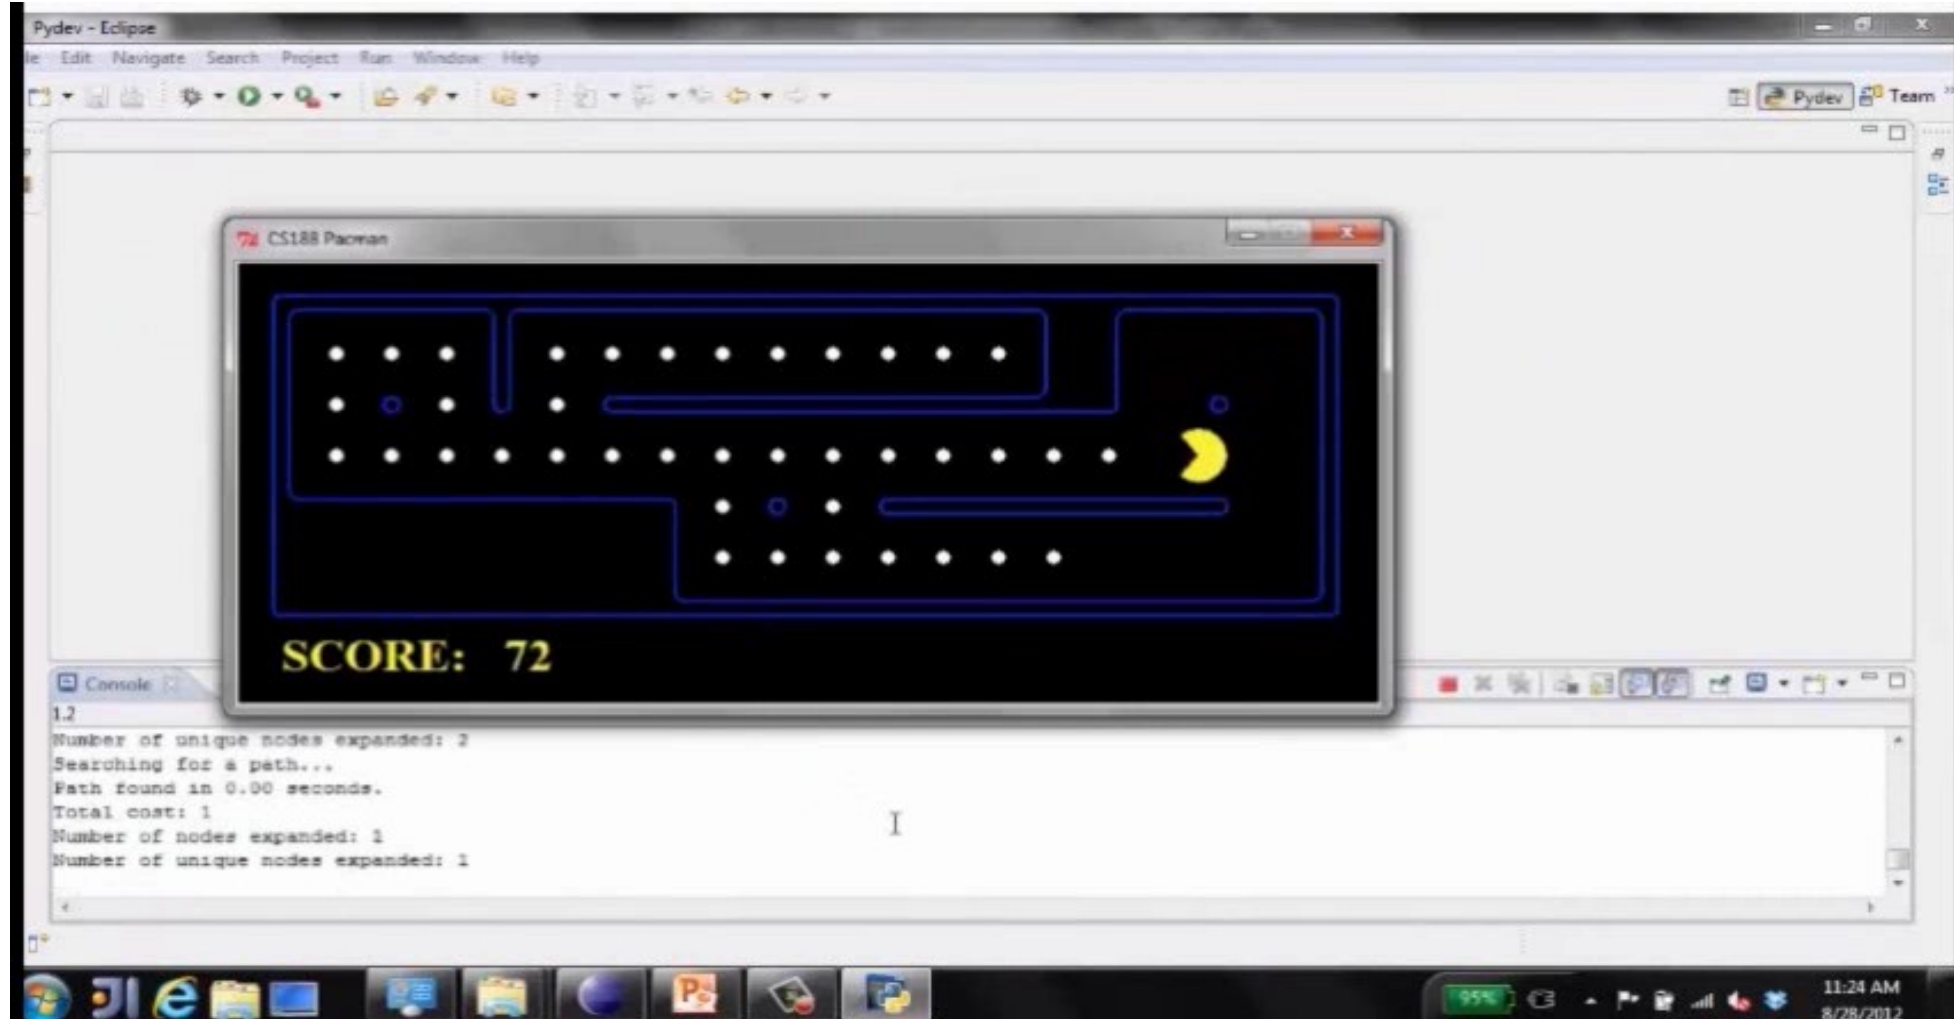 Pydev - Eclipse
le Edit Navigate Search Project Run Window Help
Pydev Team
CS188 Pacman
SCORE: 72
Console
1.2
Number of unique nodes expanded: 2
Searching for a path...
Path found in 0.00 seconds.
Total cost: 1
Number of nodes expanded: 1
Number of unique nodes expanded: 1
95%
11:24 AM
8/28/2012